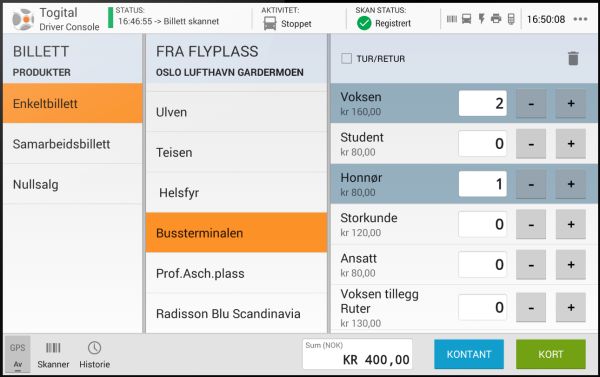 Togital
Driver Console
STATUS:
16:46:55 -> Billett skannet
AKTIVITET:
Stoppet
SKAN STATUS:
Registrert
16:50:08
BILLETT
PRODUKTER
Enkeltbillett
Samarbeidsbillett
Nullsalg
FRA FLYPLASS
OSLO LUFTHAVN GARDERMOEN
Ulven
Teisen
Helsfyr
Bussterminalen
Prof.Asch.plass
Radisson Blu Scandinavia
TUR/RETUR
Voksen
kr 160,00
2
-
+
Student
kr 80,00
0
-
+
Honnør
kr 80,00
1
-
+
Storkunde
kr 120,00
0
-
+
Ansatt
kr 80,00
0
-
+
Voksen tillegg
Ruter
kr 130,00
0
-
+
GPS
Av
Skanner
Historie
Sum (NOK)
KR 400,00
KONTANT
KORT